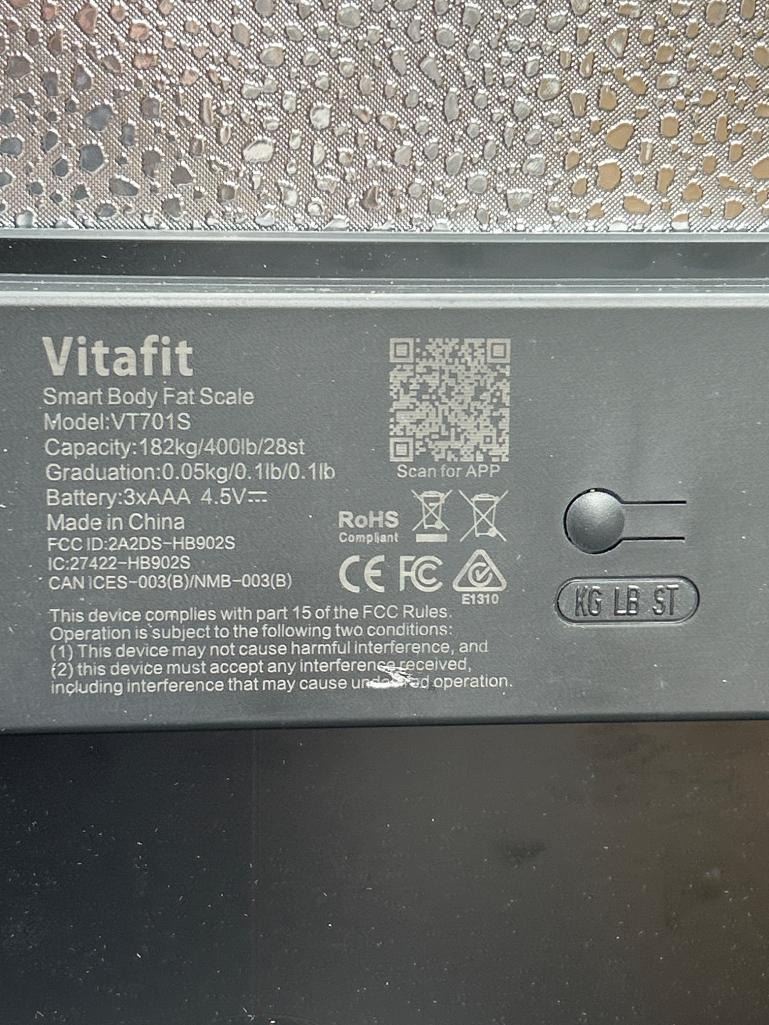 Vitafit
Smart Body Fat Scale
Model:VT701S
Capacity:182kg/400lb/28st
Graduation:0.05kg/0.1lb/0.1lb
Battery:3xAAA 4.5V⎓
Made in China
FCC ID:2A2DS-HB902S
IC:27422-HB902S
CAN ICES-003(B)/NMB-003(B)
Scan for APP
RoHS
Compliant
CE FC
E1310
This device complies with part 15 of the FCC Rules.
Operation is subject to the following two conditions:
(1) This device may not cause harmful interference, and
(2) this device must accept any interference received,
including interference that may cause operation.
KG LB ST